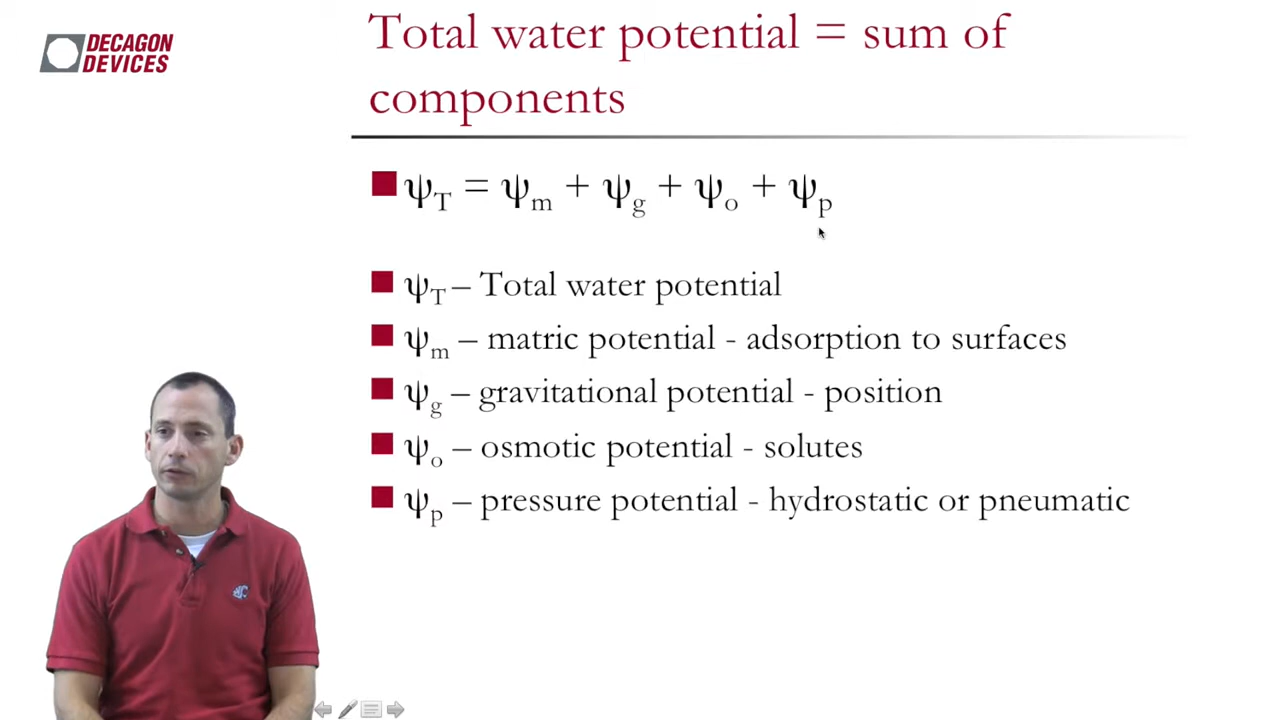 DECAGON
DEVICES
Total water potential = sum of
components
ψT = ψm + ψg + ψo + ψp
ψT – Total water potential
ψm – matric potential - adsorption to surfaces
ψg – gravitational potential - position
ψo – osmotic potential - solutes
ψp – pressure potential - hydrostatic or pneumatic